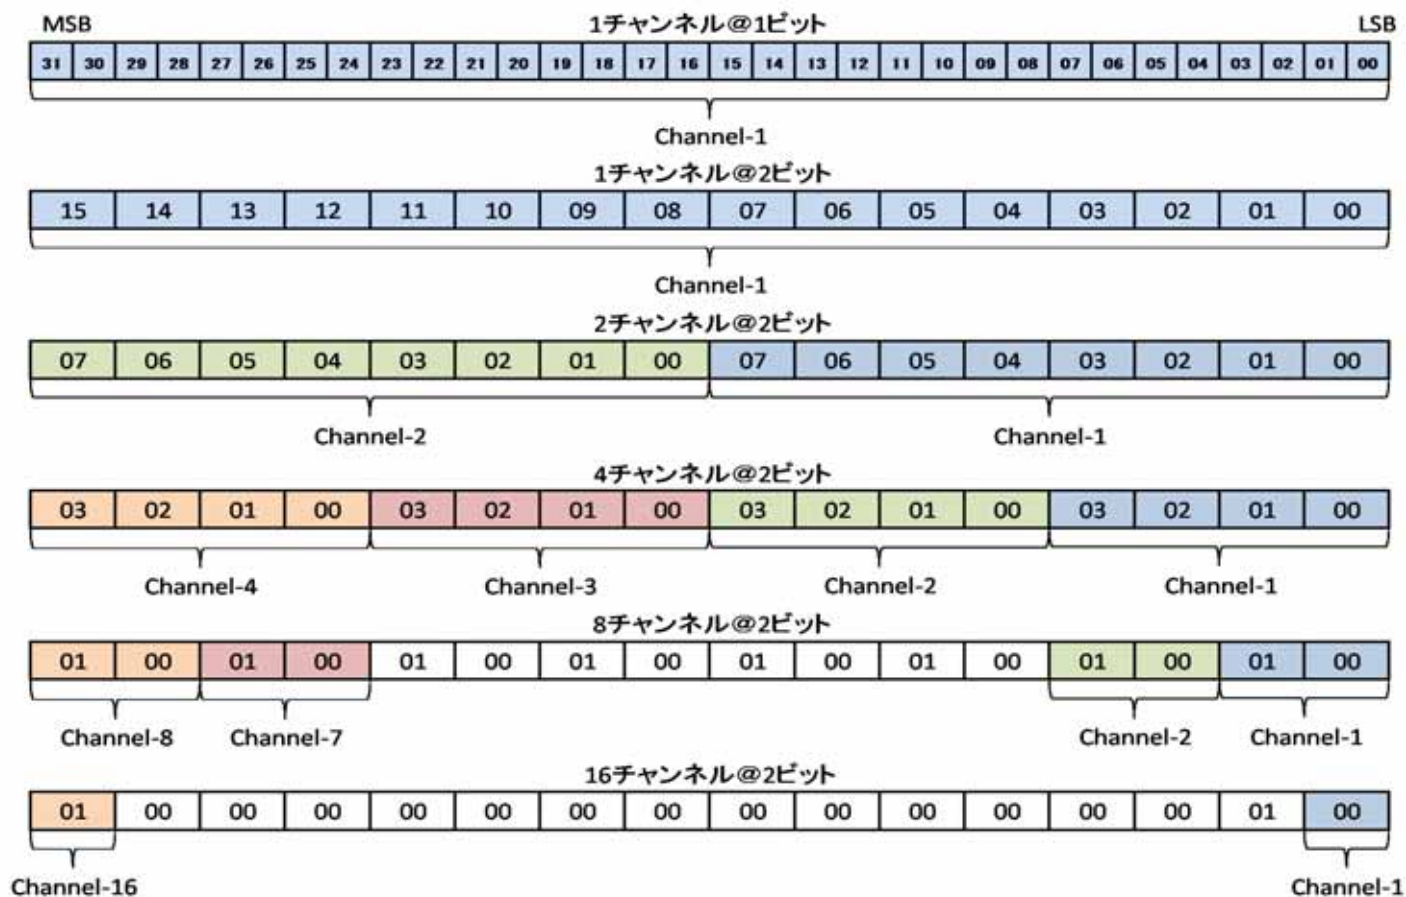 MSB 1チャンネル@1ビット LSB
31 30 29 28 27 26 25 24 23 22 21 20 19 18 17 16 15 14 13 12 11 10 09 08 07 06 05 04 03 02 01 00
Channel-1
1チャンネル@2ビット
15 14 13 12 11 10 09 08 07 06 05 04 03 02 01 00
Channel-1
2チャンネル@2ビット
07 06 05 04 03 02 01 00 07 06 05 04 03 02 01 00
Channel-2 Channel-1
4チャンネル@2ビット
03 02 01 00 03 02 01 00 03 02 01 00 03 02 01 00
Channel-4 Channel-3 Channel-2 Channel-1
8チャンネル@2ビット
01 00 01 00 01 00 01 00 01 00 01 00 01 00 01 00
Channel-8 Channel-7 Channel-2 Channel-1
16チャンネル@2ビット
01 00 00 00 00 00 00 00 00 00 00 00 00 00 01 00
Channel-16 Channel-1